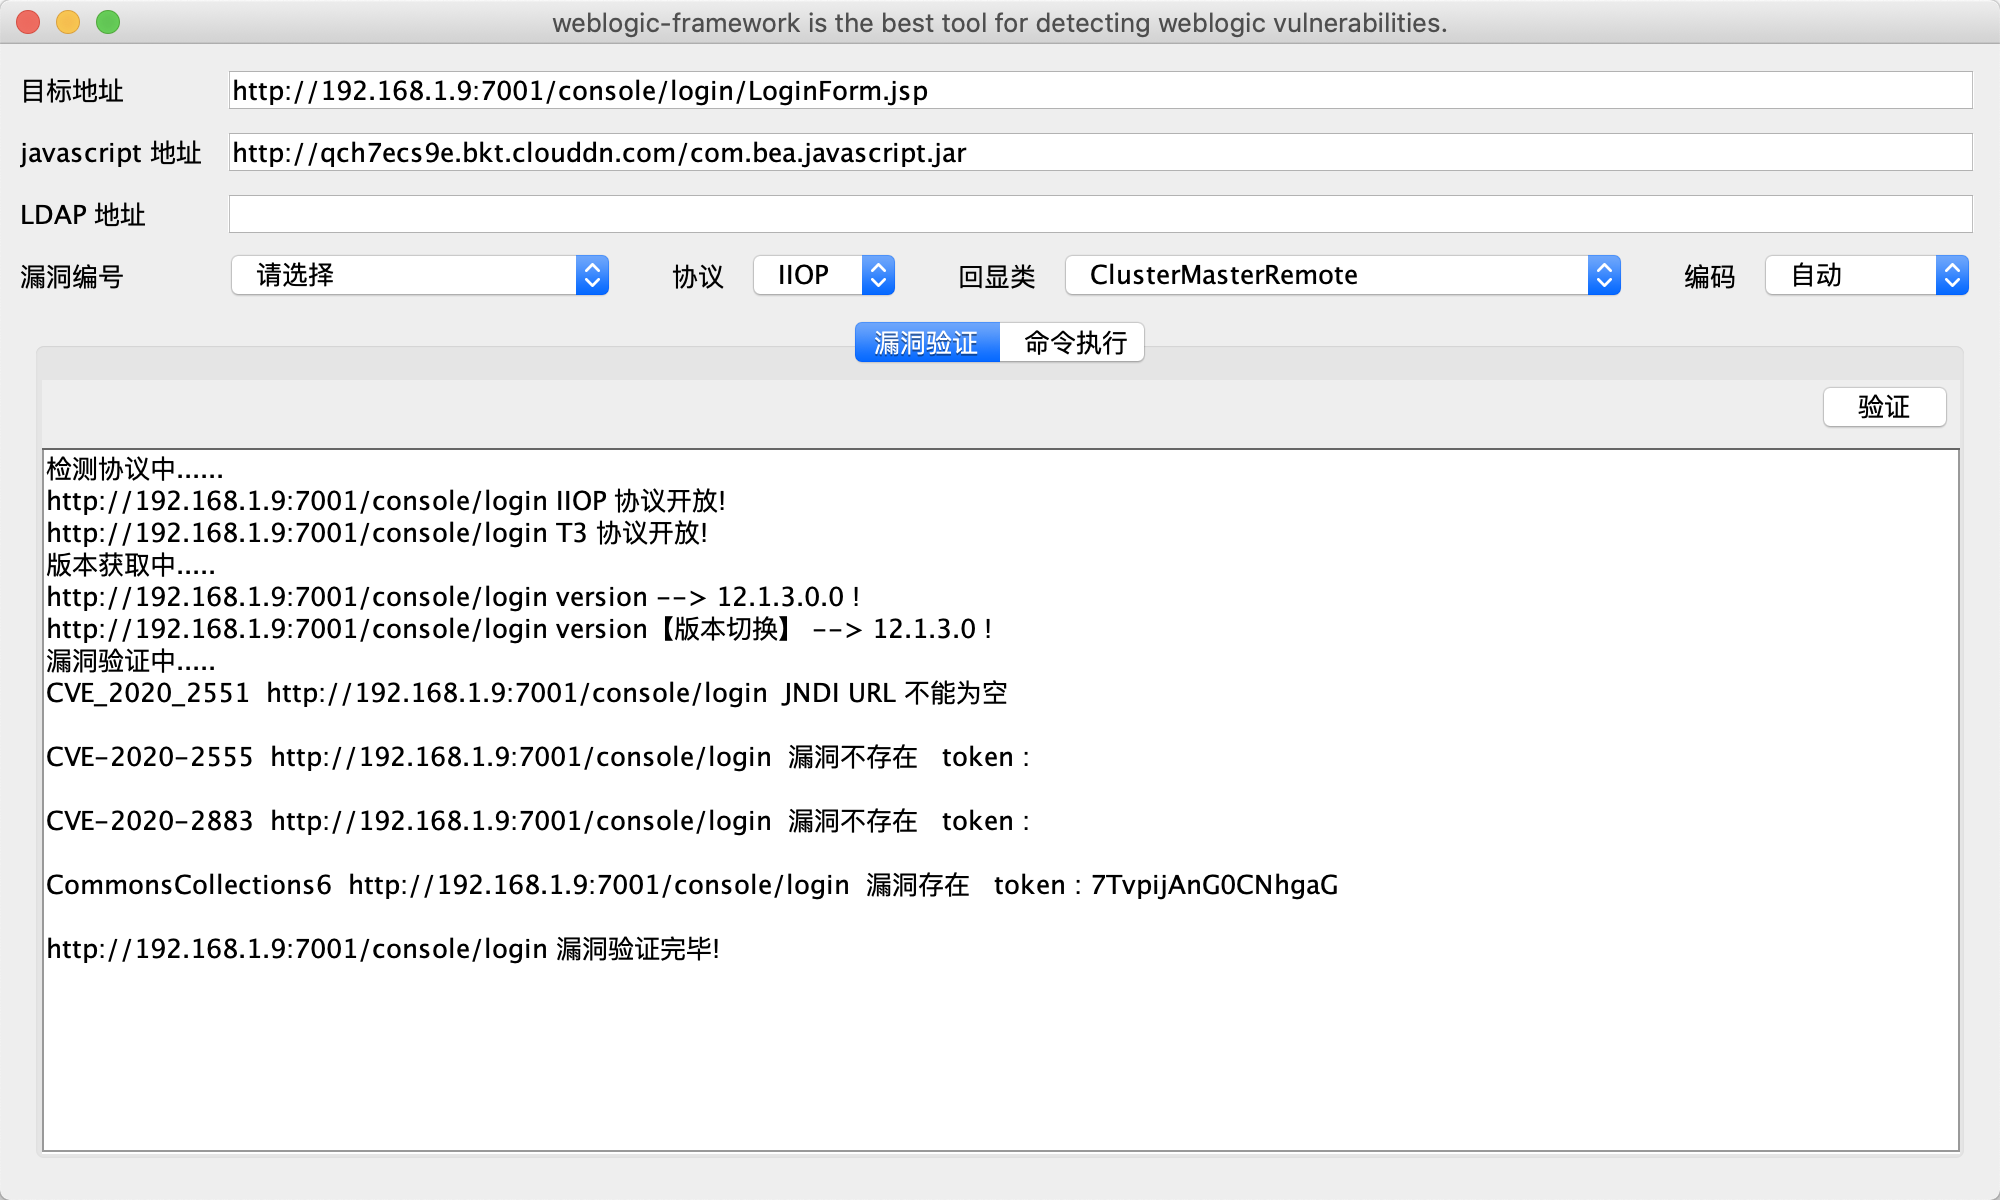 weblogic-framework is the best tool for detecting weblogic vulnerabilities.
目标地址 http://192.168.1.9:7001/console/login/LoginForm.jsp
javascript 地址 http://qch7ecs9e.bkt.clouddn.com/com.bea.javascript.jar
LDAP 地址
漏洞编号 请选择 协议 IIOP 回显类 ClusterMasterRemote 编码 自动
漏洞验证 命令执行
验证
检测协议中......
http://192.168.1.9:7001/console/login IIOP 协议开放!
http://192.168.1.9:7001/console/login T3 协议开放!
版本获取中.....
http://192.168.1.9:7001/console/login version --> 12.1.3.0.0 !
http://192.168.1.9:7001/console/login version【版本切换】 --> 12.1.3.0 !
漏洞验证中.....
CVE_2020_2551  http://192.168.1.9:7001/console/login  JNDI URL 不能为空
CVE-2020-2555  http://192.168.1.9:7001/console/login  漏洞不存在   token :
CVE-2020-2883  http://192.168.1.9:7001/console/login  漏洞不存在   token :
CommonsCollections6  http://192.168.1.9:7001/console/login  漏洞存在   token : 7TvpijAnG0CNhgaG
http://192.168.1.9:7001/console/login 漏洞验证完毕!